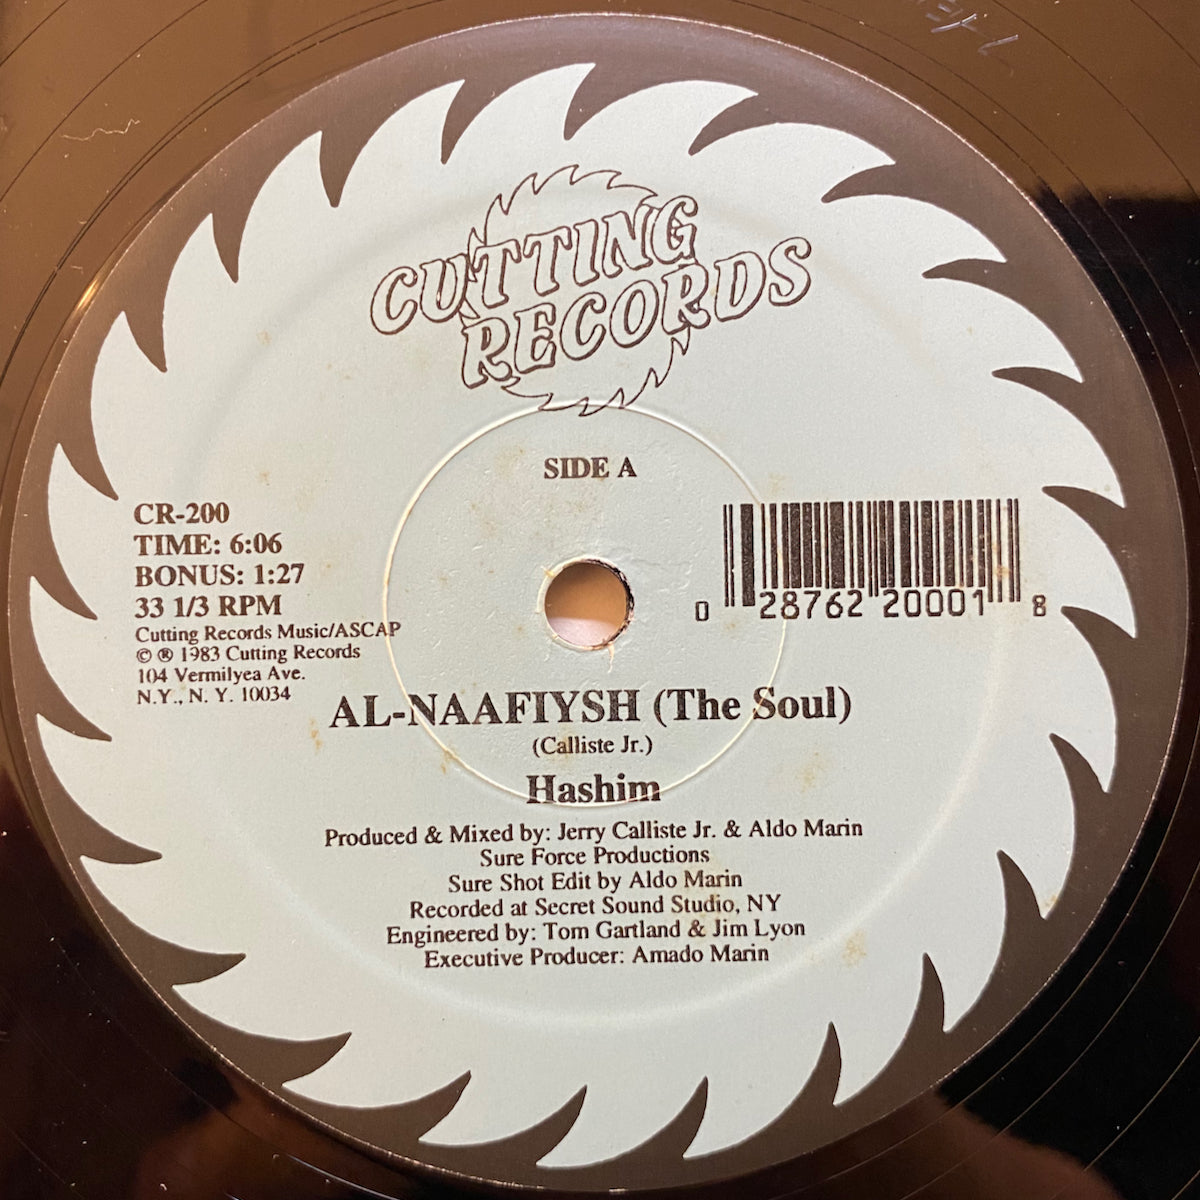 CUTTING
RECORDS
SIDE A
CR-200
TIME: 6:06
BONUS: 1:27
33 1/3 RPM
Cutting Records Music/ASCAP
© ® 1983 Cutting Records
104 Vermilyea Ave.
N.Y., N. Y. 10034
0 28762 20001 8
AL-NAAFIYSH (The Soul)
(Calliste Jr.)
Hashim
Produced & Mixed by: Jerry Calliste Jr. & Aldo Marin
Sure Force Productions
Sure Shot Edit by Aldo Marin
Recorded at Secret Sound Studio, NY
Engineered by: Tom Gartland & Jim Lyon
Executive Producer: Amado Marin